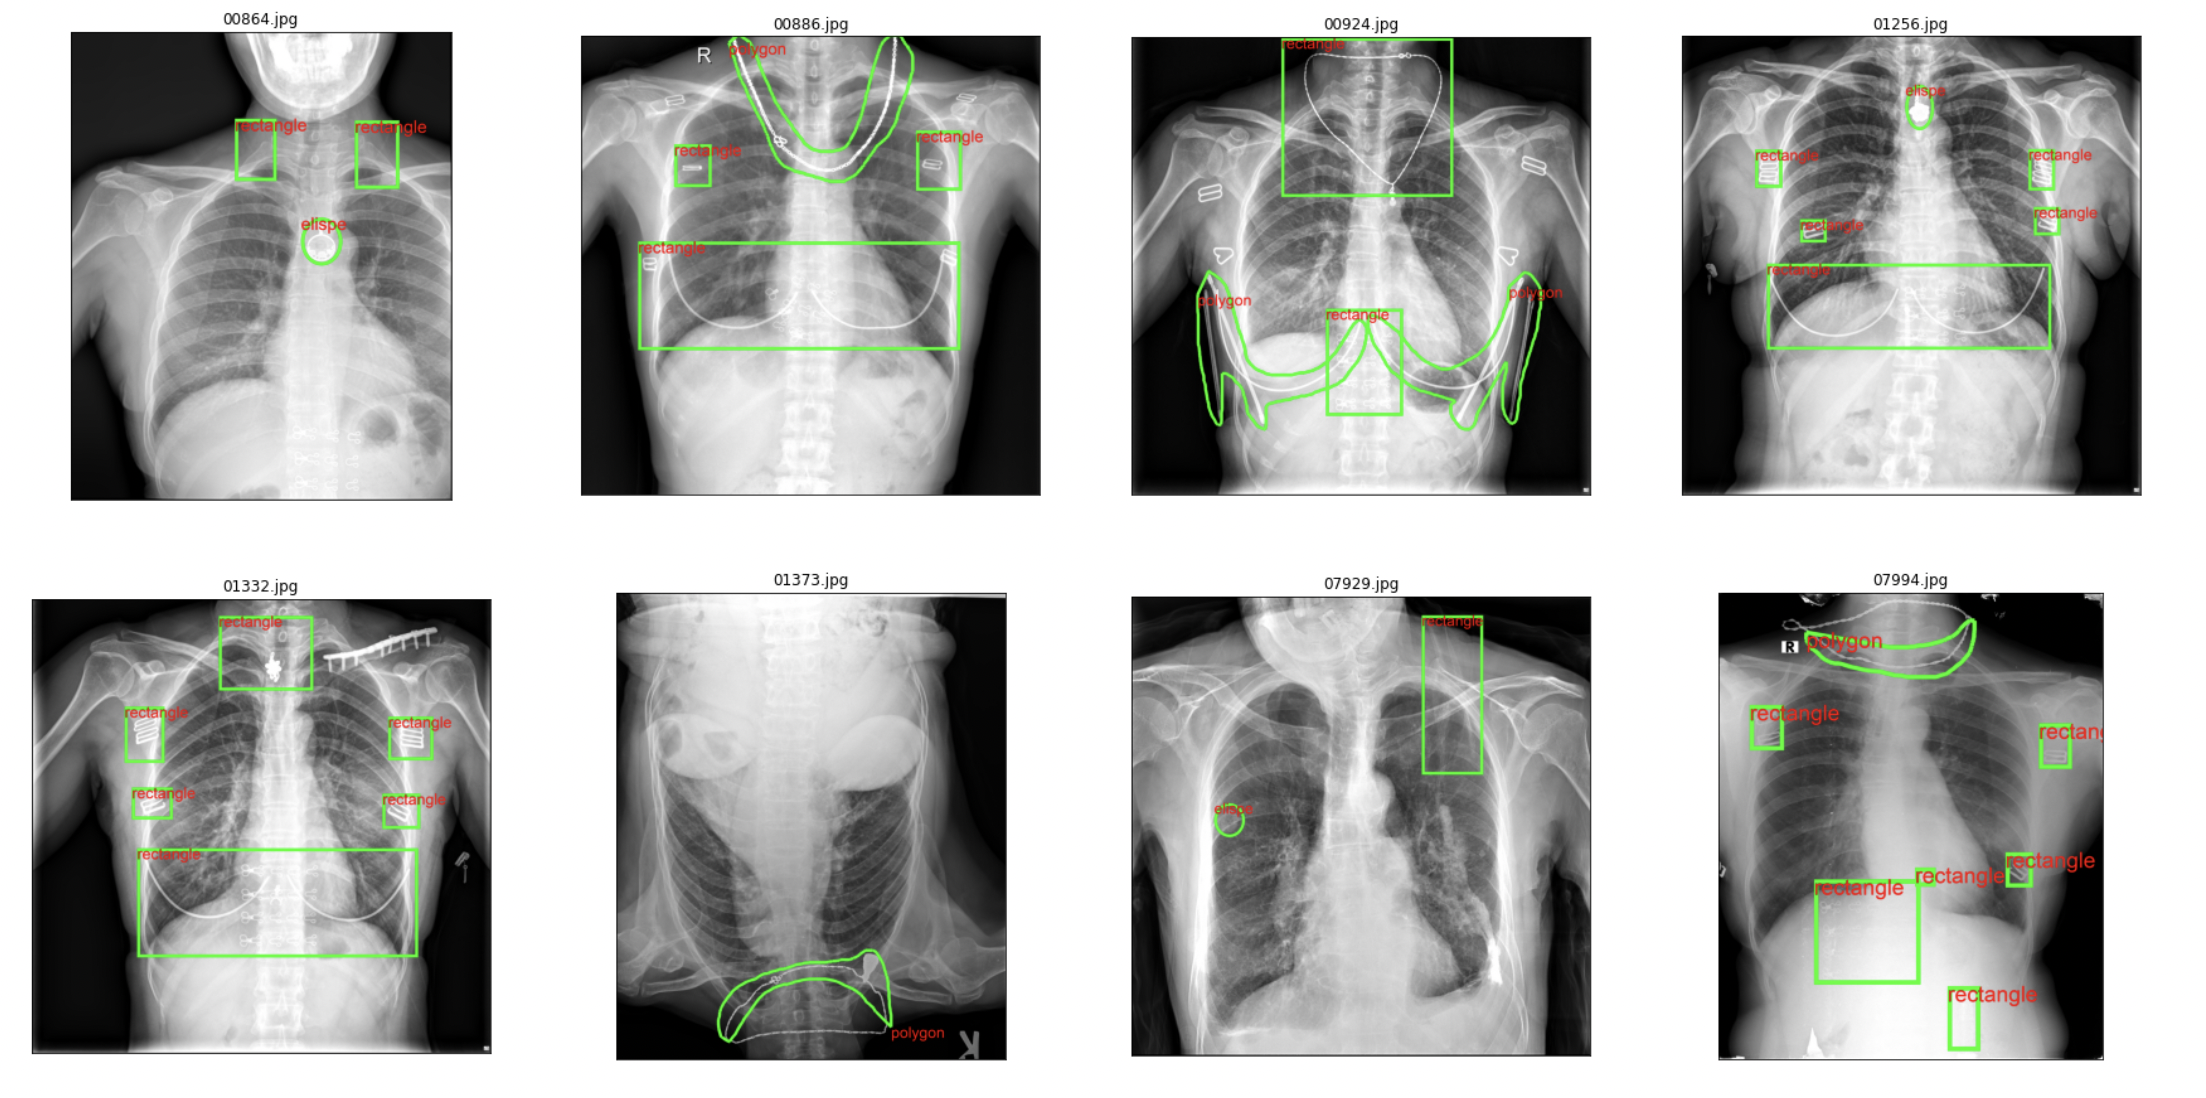 00864.jpg
rectangle
rectangle
elispe
00886.jpg
R
polygon
rectangle
rectangle
rectangle
00924.jpg
rectangle
polygon
polygon
rectangle
01256.jpg
elispe
rectangle
rectangle
rectangle
rectangle
rectangle
01332.jpg
rectangle
rectangle
rectangle
rectangle
rectangle
rectangle
01373.jpg
polygon
07929.jpg
rectangle
elispe
07994.jpg
R
polygon
rectangle
rectang
rectangle
rectangle
rectangle
rectangle